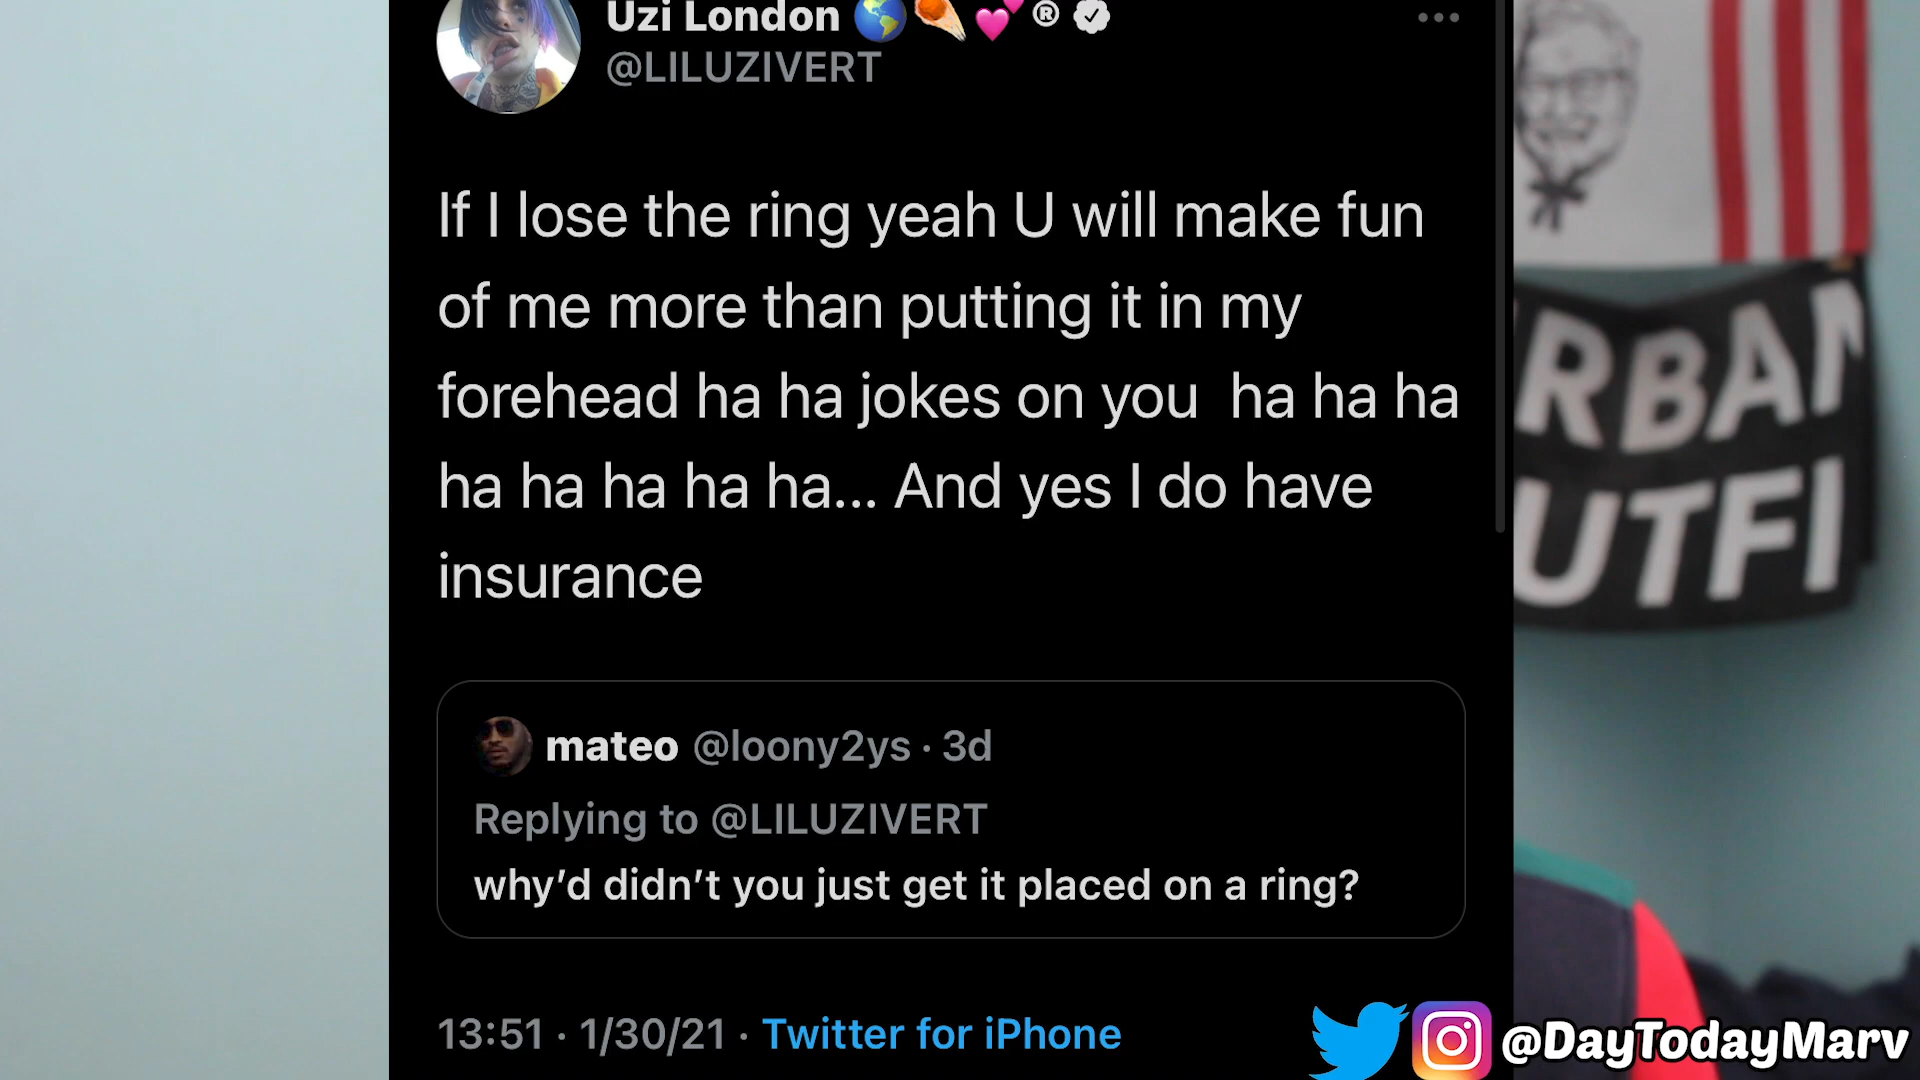 Uzi London 🌎☄️💕® 
@LILUZIVERT
If I lose the ring yeah U will make fun
of me more than putting it in my
forehead ha ha jokes on you  ha ha ha
ha ha ha ha ha... And yes I do have
insurance
mateo @loony2ys · 3d
Replying to @LILUZIVERT
why’d didn’t you just get it placed on a ring?
13:51 · 1/30/21 · Twitter for iPhone
@DayTodayMarv
RBAN
UTFI